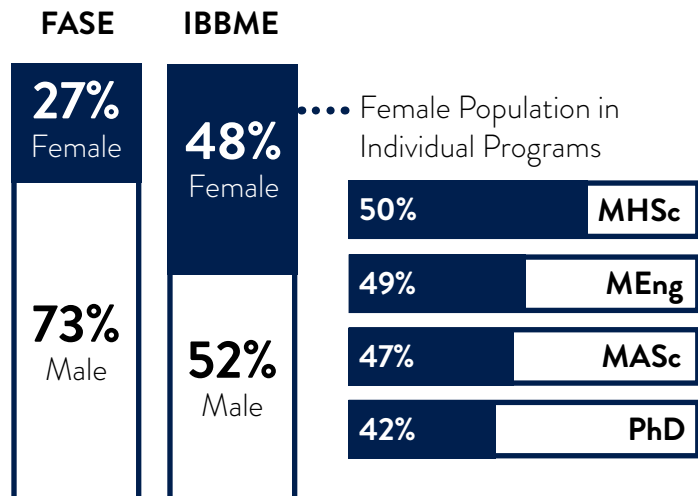 FASE
27%
Female
73%
Male
IBBME
48%
Female
52%
Male
Female Population in
Individual Programs
50% MHSc
49% MEng
47% MASc
42% PhD